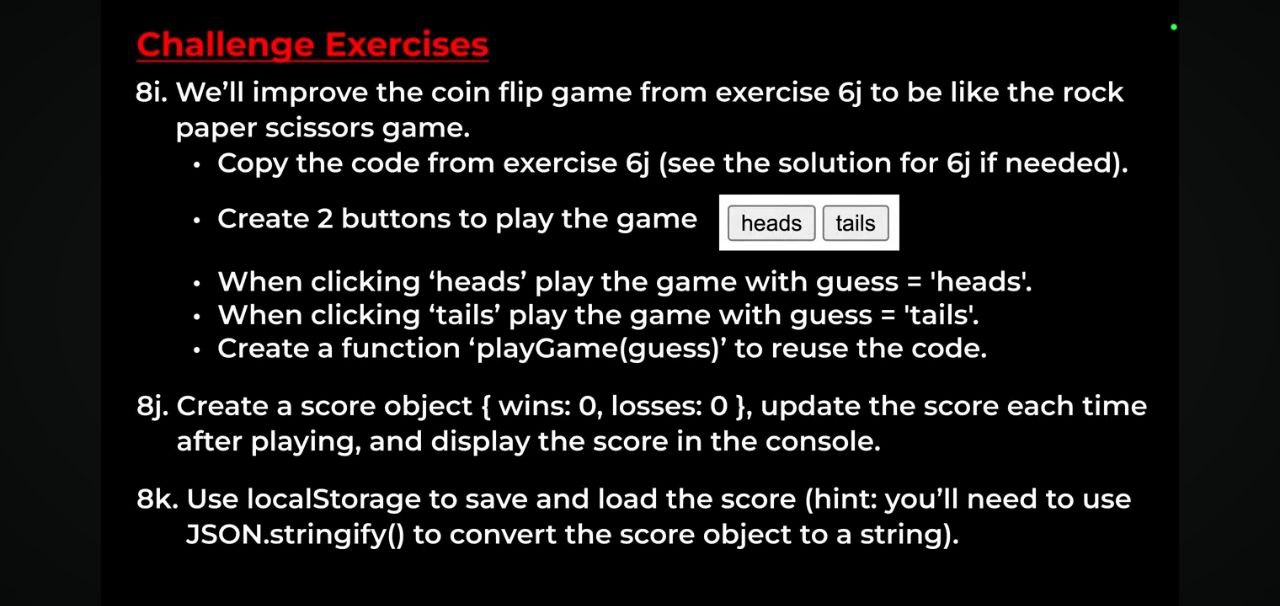 Challenge Exercises
8i. We’ll improve the coin flip game from exercise 6j to be like the rock
paper scissors game.
• Copy the code from exercise 6j (see the solution for 6j if needed).
• Create 2 buttons to play the game heads tails
• When clicking ‘heads’ play the game with guess = 'heads'.
• When clicking ‘tails’ play the game with guess = 'tails'.
• Create a function ‘playGame(guess)’ to reuse the code.
8j. Create a score object { wins: 0, losses: 0 }, update the score each time
after playing, and display the score in the console.
8k. Use localStorage to save and load the score (hint: you’ll need to use
JSON.stringify() to convert the score object to a string).